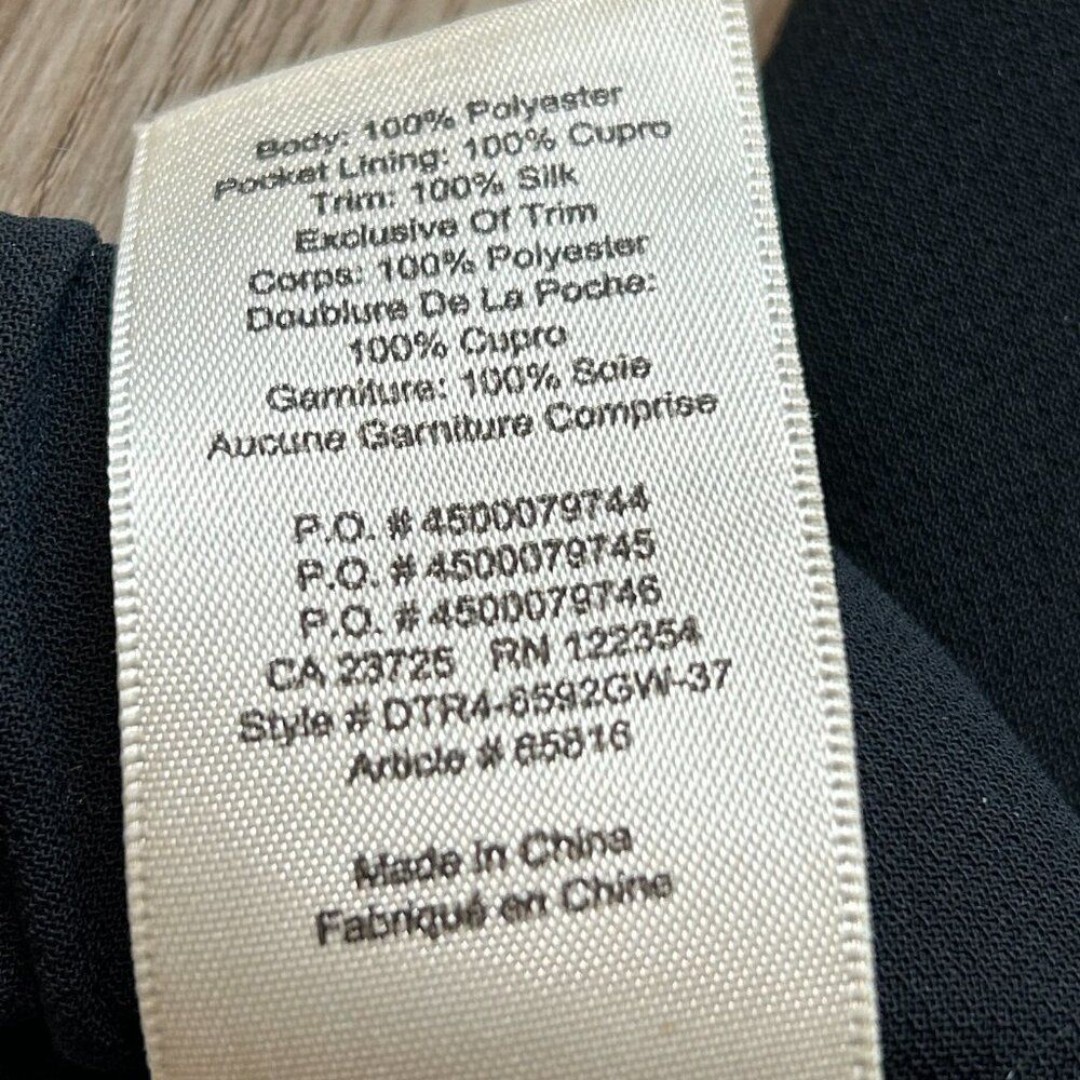 Body: 100% Polyester
Pocket Lining: 100% Cupro
Trim: 100% Silk
Exclusive Of Trim
Corps: 100% Polyester
Doublure De La Poche:
100% Cupro
Garniture: 100% Soie
Aucune Garniture Comprise
P.O. # 4500079744
P.O. # 4500079745
P.O. # 4500079746
CA 23725 RN 122354
Style # DTR4-6592GW-37
Article # 65816
Made In China
Fabriqué en Chine